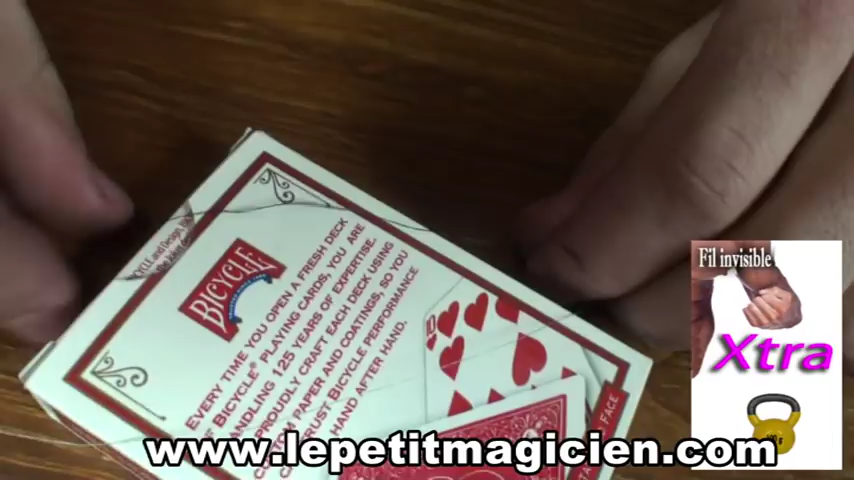 BICYCLE
EVERY TIME YOU OPEN A FRESH DECK
BICYCLE® PLAYING CARDS, YOU ARE
HANDLING 125 YEARS OF EXPERTISE.
PROUDLY CRAFT EACH DECK USING
PAPER AND COATINGS, SO YOU
TRUST BICYCLE PERFORMANCE
HAND AFTER HAND.
10
FACE
Fil invisible
Xtra
www.lepetitmagicien.com